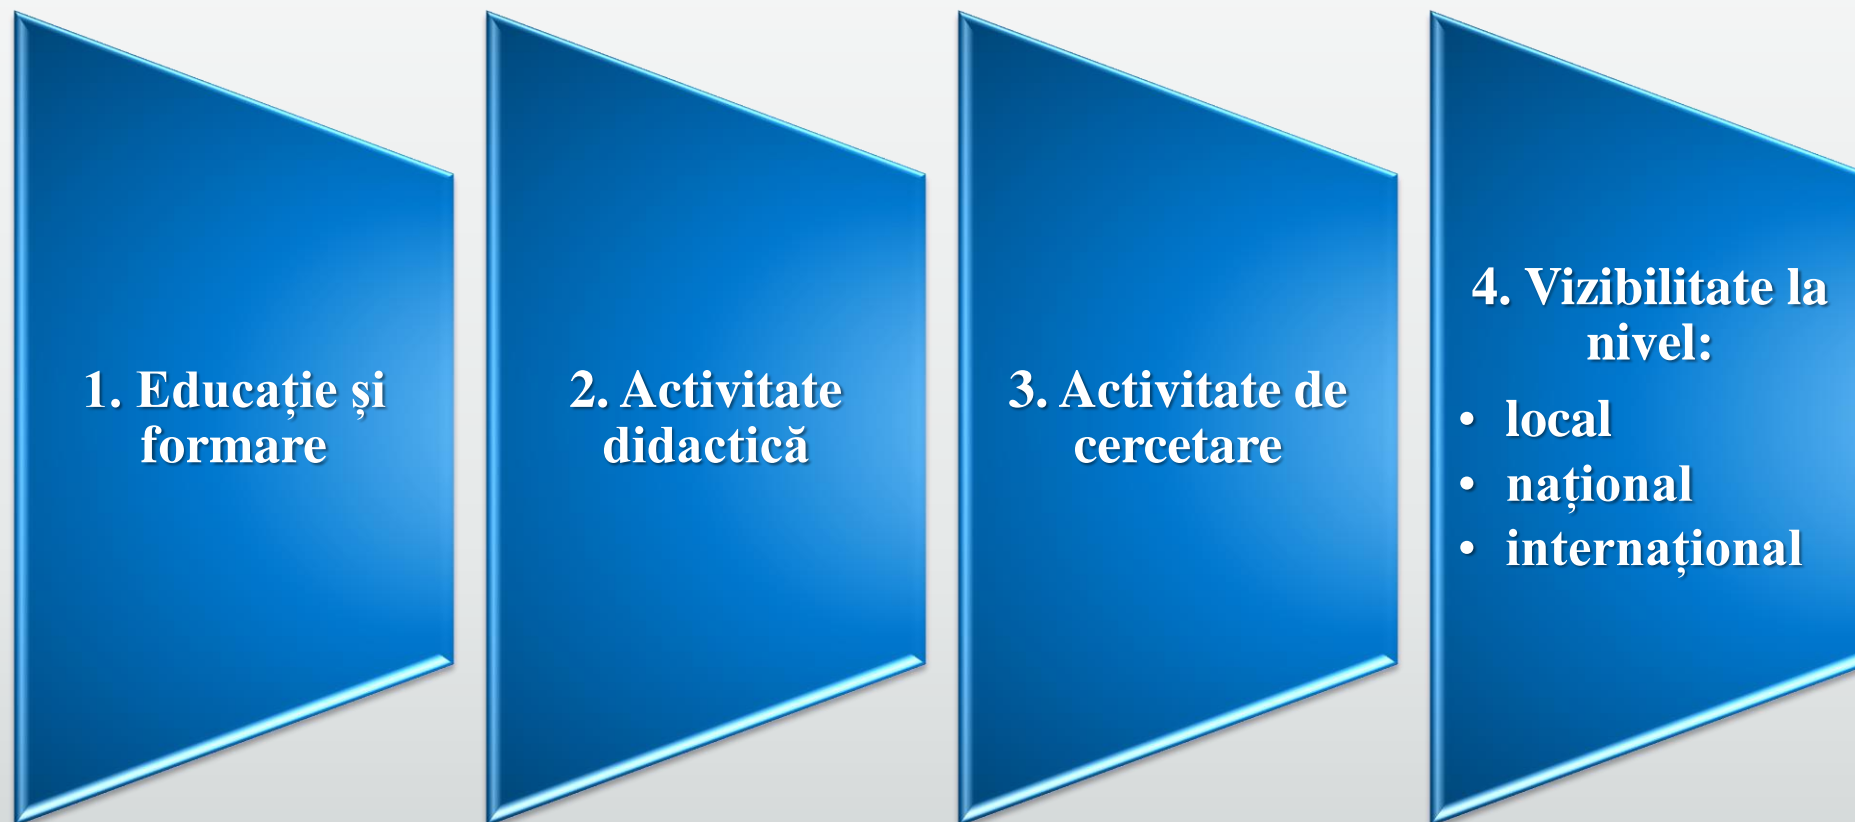 1. Educație și
formare
2. Activitate
didactică
3. Activitate de
cercetare
4. Vizibilitate la
nivel:
• local
• național
• internațional